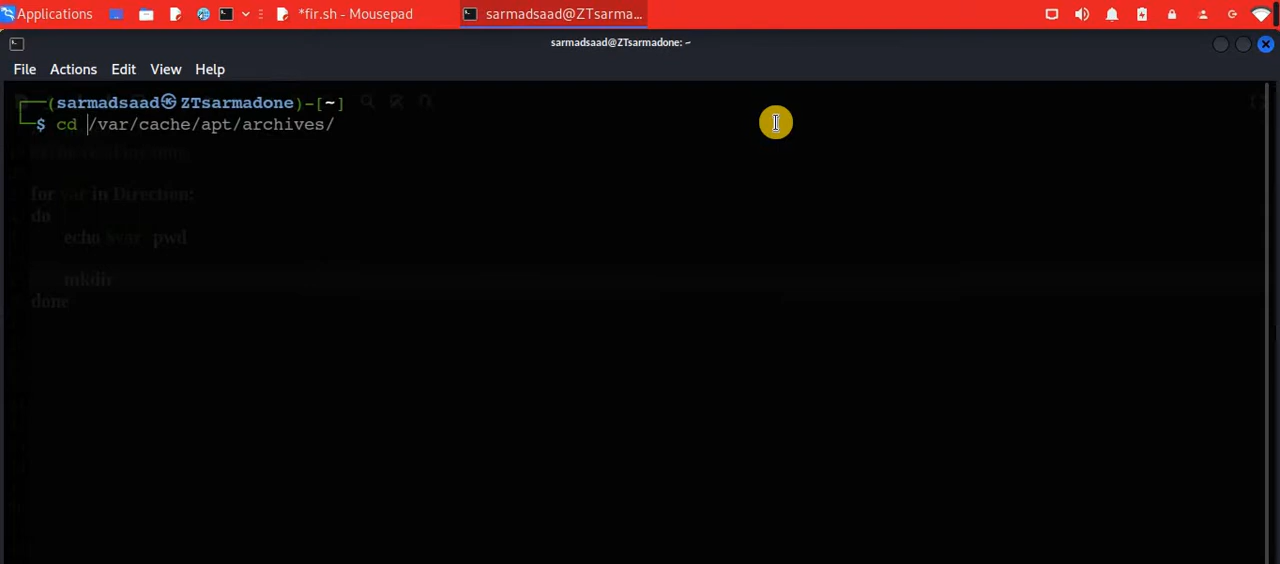 Applications *fir.sh - Mousepad sarmadsaad@ZTsarma...
sarmadsaad@ZTsarmadone: ~
File Actions Edit View Help
(sarmadsaad㉿ZTsarmadone)-[~]
$ cd /var/cache/apt/archives/
for var in Direction:
do
echo $var pwd
mkdir
done